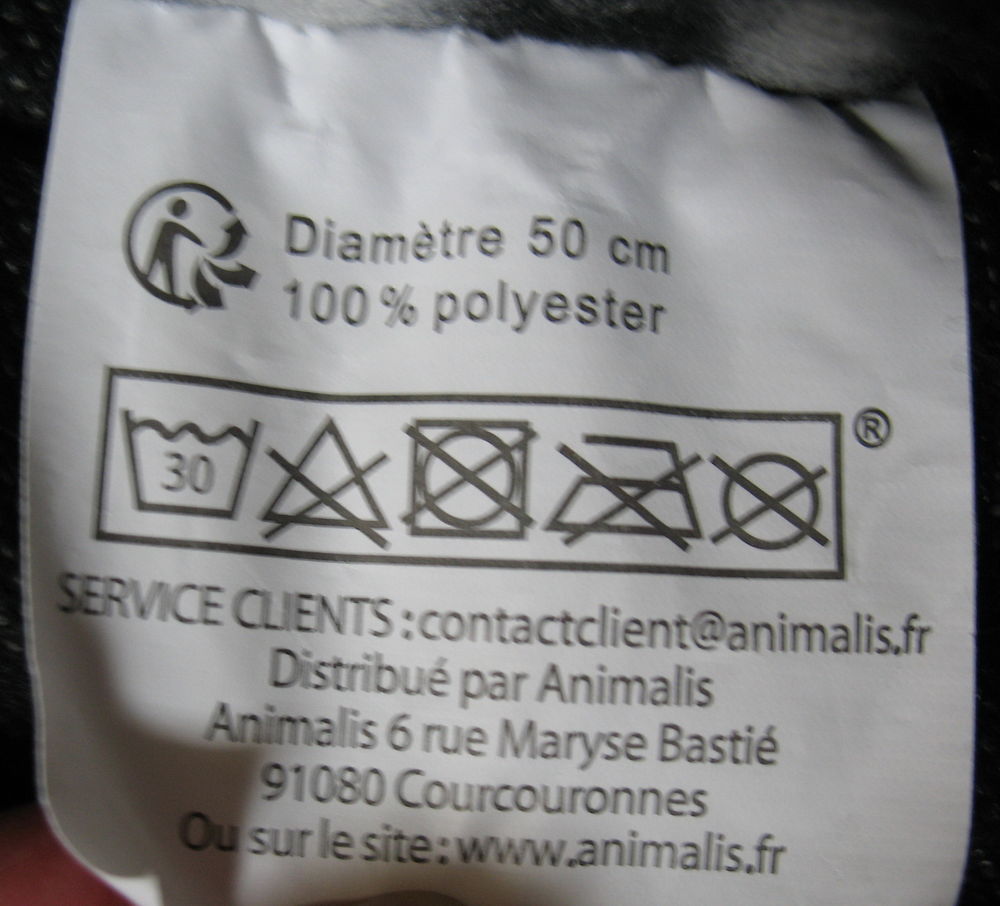 Diamètre 50 cm
100 % polyester
30
®
SERVICE CLIENTS : contactclient@animalis.fr
Distribué par Animalis
Animalis 6 rue Maryse Bastié
91080 Courcouronnes
Ou sur le site : www.animalis.fr